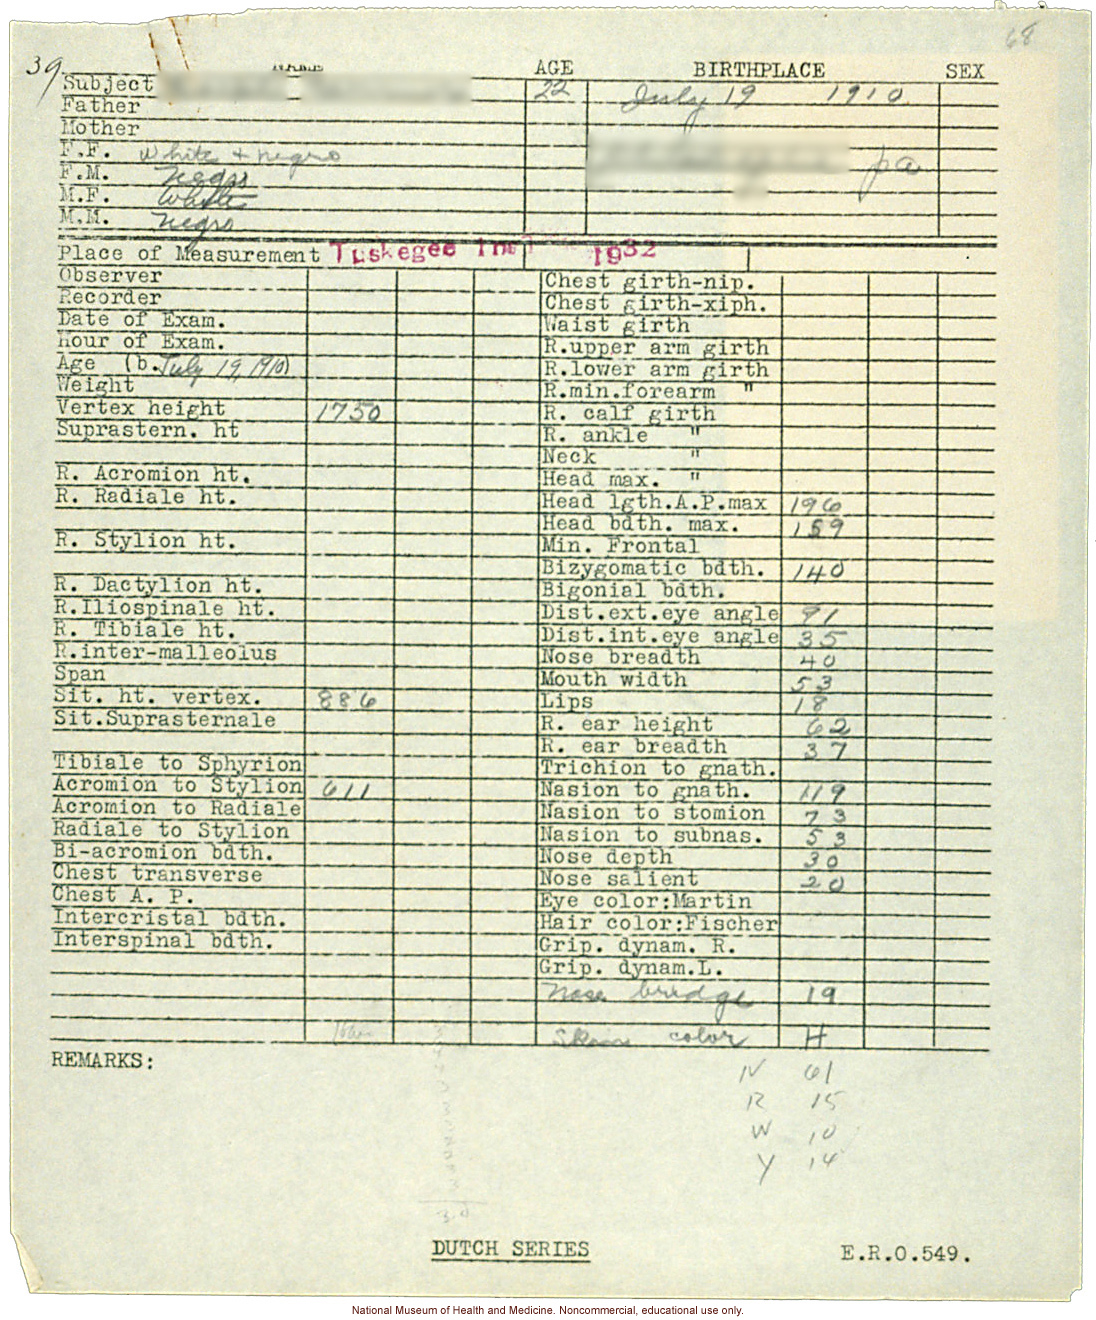 68
39 NAME AGE BIRTHPLACE SEX
Subject 22 July 19 1910
Father
Mother
F.F. White + negro pa
F.M. Negro
M.F. White
M.M. Negro
Place of Measurement Tuskegee Inst 1932
Observer Chest girth-nip.
Recorder Chest girth-xiph.
Date of Exam. Waist girth
Hour of Exam. R.upper arm girth
Age (b. July 19, 1910) R.lower arm girth
Weight R.min.forearm "
Vertex height 1750 R. calf girth
Suprastern. ht R. ankle "
Neck "
R. Acromion ht. Head max. "
R. Radiale ht. Head lgth.A.P.max 196
Head bdth. max. 159
R. Stylion ht. Min. Frontal
Bizygomatic bdth. 140
R. Dactylion ht. Bigonial bdth.
R.Iliospinale ht. Dist.ext.eye angle 91
R. Tibiale ht. Dist.int.eye angle 35
R.inter-malleolus Nose breadth 40
Span Mouth width 53
Sit. ht. vertex. 886 Lips 18
Sit.Suprasternale R. ear height 62
R. ear breadth 37
Tibiale to Sphyrion Trichion to gnath.
Acromion to Stylion 611 Nasion to gnath. 119
Acromion to Radiale Nasion to stomion 73
Radiale to Stylion Nasion to subnas. 53
Bi-acromion bdth. Nose depth 30
Chest transverse Nose salient 20
Chest A. P. Eye color:Martin
Intercristal bdth. Hair color:Fischer
Interspinal bdth. Grip. dynam. R.
Grip. dynam.L.
Nose bridge 19
Skin color H
REMARKS:
N 61
R 15
W 10
Y 14
DUTCH SERIES E.R.O.549.
National Museum of Health and Medicine. Noncommercial, educational use only.